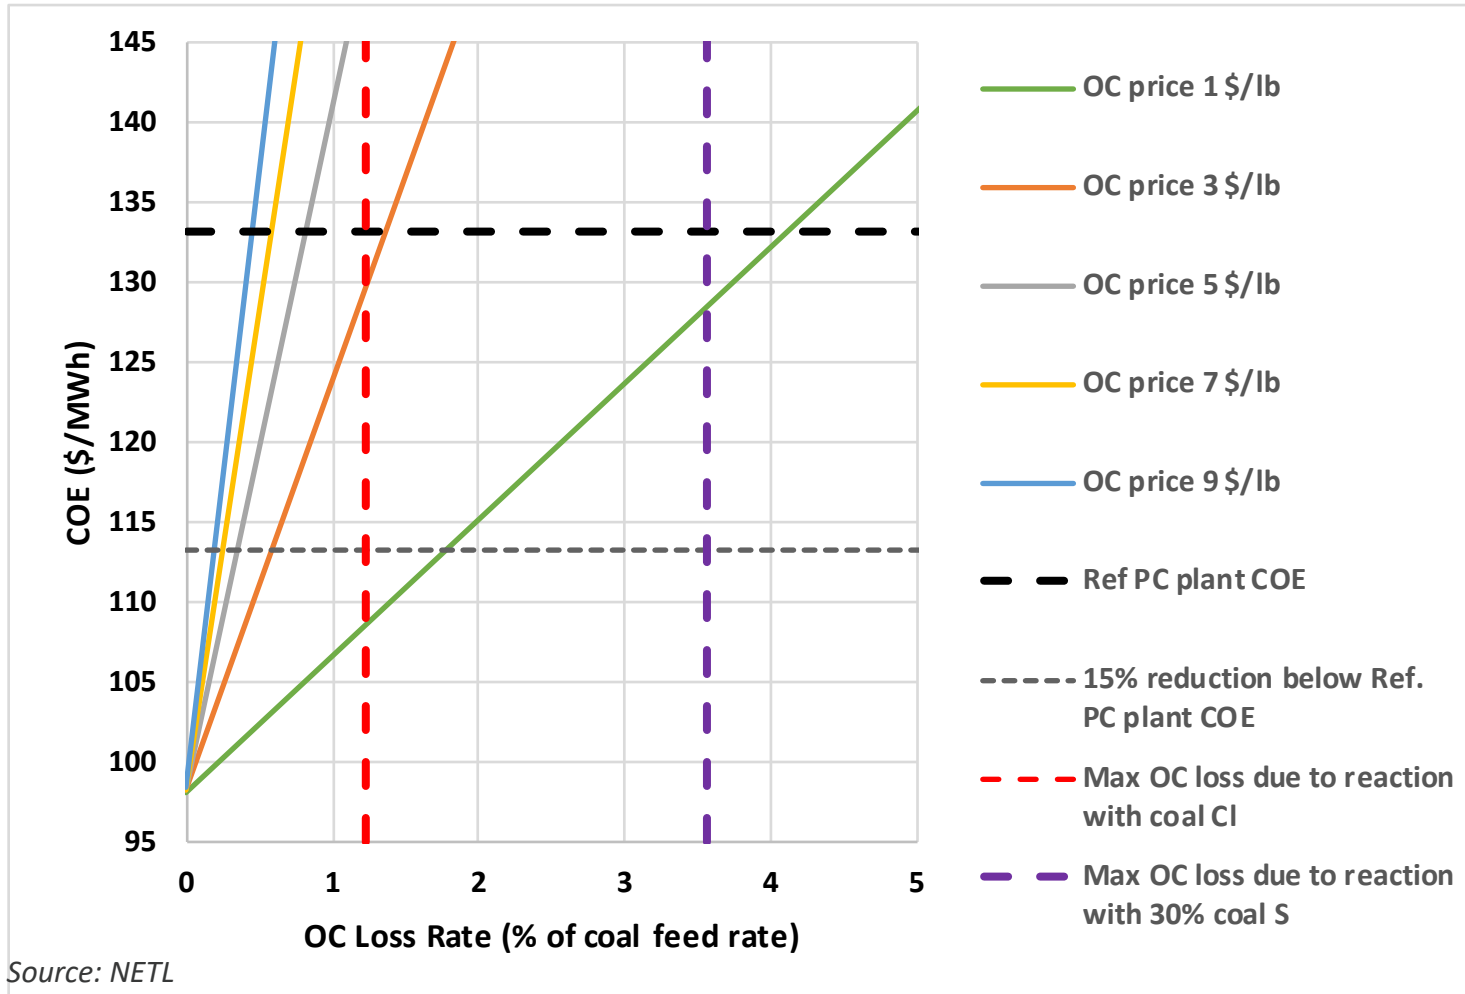 145
140
135
130
125
120
115
110
105
100
95
COE ($/MWh)
0 1 2 3 4 5
OC Loss Rate (% of coal feed rate)
OC price 1 $/lb
OC price 3 $/lb
OC price 5 $/lb
OC price 7 $/lb
OC price 9 $/lb
Ref PC plant COE
15% reduction below Ref.
PC plant COE
Max OC loss due to reaction
with coal Cl
Max OC loss due to reaction
with 30% coal S
Source: NETL